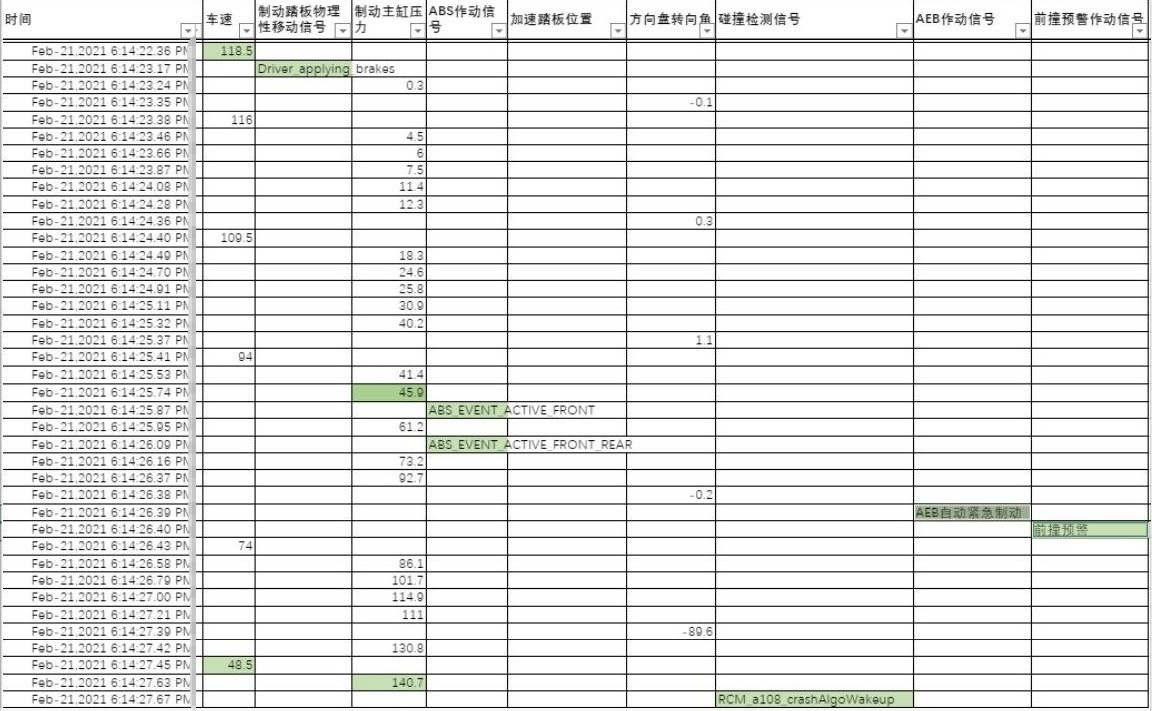 时间 车速 制动踏板物理性移动信号 制动主缸压力 ABS作动信号 加速踏板位置 方向盘转向角 碰撞检测信号 AEB作动信号 前撞预警作动信号
Feb-21,2021 6:14:22.36 PM 118.5
Feb-21,2021 6:14:23.17 PM Driver_applying_brakes
Feb-21,2021 6:14:23.24 PM 0.3
Feb-21,2021 6:14:23.35 PM -0.1
Feb-21,2021 6:14:23.38 PM 116
Feb-21,2021 6:14:23.46 PM 4.5
Feb-21,2021 6:14:23.66 PM 6
Feb-21,2021 6:14:23.87 PM 7.5
Feb-21,2021 6:14:24.08 PM 11.4
Feb-21,2021 6:14:24.28 PM 12.3
Feb-21,2021 6:14:24.36 PM 0.3
Feb-21,2021 6:14:24.40 PM 109.5
Feb-21,2021 6:14:24.49 PM 18.3
Feb-21,2021 6:14:24.70 PM 24.6
Feb-21,2021 6:14:24.91 PM 25.8
Feb-21,2021 6:14:25.11 PM 30.9
Feb-21,2021 6:14:25.32 PM 40.2
Feb-21,2021 6:14:25.37 PM 1.1
Feb-21,2021 6:14:25.41 PM 94
Feb-21,2021 6:14:25.53 PM 41.4
Feb-21,2021 6:14:25.74 PM 45.9
Feb-21,2021 6:14:25.87 PM ABS_EVENT_ACTIVE_FRONT
Feb-21,2021 6:14:25.95 PM 61.2
Feb-21,2021 6:14:26.09 PM ABS_EVENT_ACTIVE_FRONT_REAR
Feb-21,2021 6:14:26.16 PM 73.2
Feb-21,2021 6:14:26.37 PM 92.7
Feb-21,2021 6:14:26.38 PM -0.2
Feb-21,2021 6:14:26.39 PM AEB自动紧急制动
Feb-21,2021 6:14:26.40 PM 前撞预警
Feb-21,2021 6:14:26.43 PM 74
Feb-21,2021 6:14:26.58 PM 86.1
Feb-21,2021 6:14:26.79 PM 101.7
Feb-21,2021 6:14:27.00 PM 114.9
Feb-21,2021 6:14:27.21 PM 111
Feb-21,2021 6:14:27.39 PM -89.6
Feb-21,2021 6:14:27.42 PM 130.8
Feb-21,2021 6:14:27.45 PM 48.5
Feb-21,2021 6:14:27.63 PM 140.7
Feb-21,2021 6:14:27.67 PM RCM_a108_crashAlgoWakeup